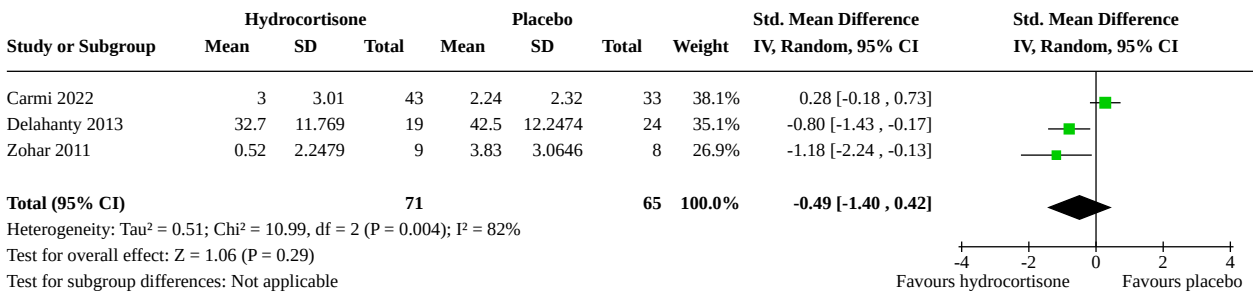 Hydrocortisone Placebo Std. Mean Difference Std. Mean Difference
Study or Subgroup Mean SD Total Mean SD Total Weight IV, Random, 95% CI IV, Random, 95% CI
Carmi 2022 3 3.01 43 2.24 2.32 33 38.1% 0.28 [-0.18 , 0.73]
Delahanty 2013 32.7 11.769 19 42.5 12.2474 24 35.1% -0.80 [-1.43 , -0.17]
Zohar 2011 0.52 2.2479 9 3.83 3.0646 8 26.9% -1.18 [-2.24 , -0.13]
Total (95% CI) 71 65 100.0% -0.49 [-1.40 , 0.42]
Heterogeneity: Tau² = 0.51; Chi² = 10.99, df = 2 (P = 0.004); I² = 82%
Test for overall effect: Z = 1.06 (P = 0.29)
-4 -2 0 2 4
Test for subgroup differences: Not applicable Favours hydrocortisone Favours placebo